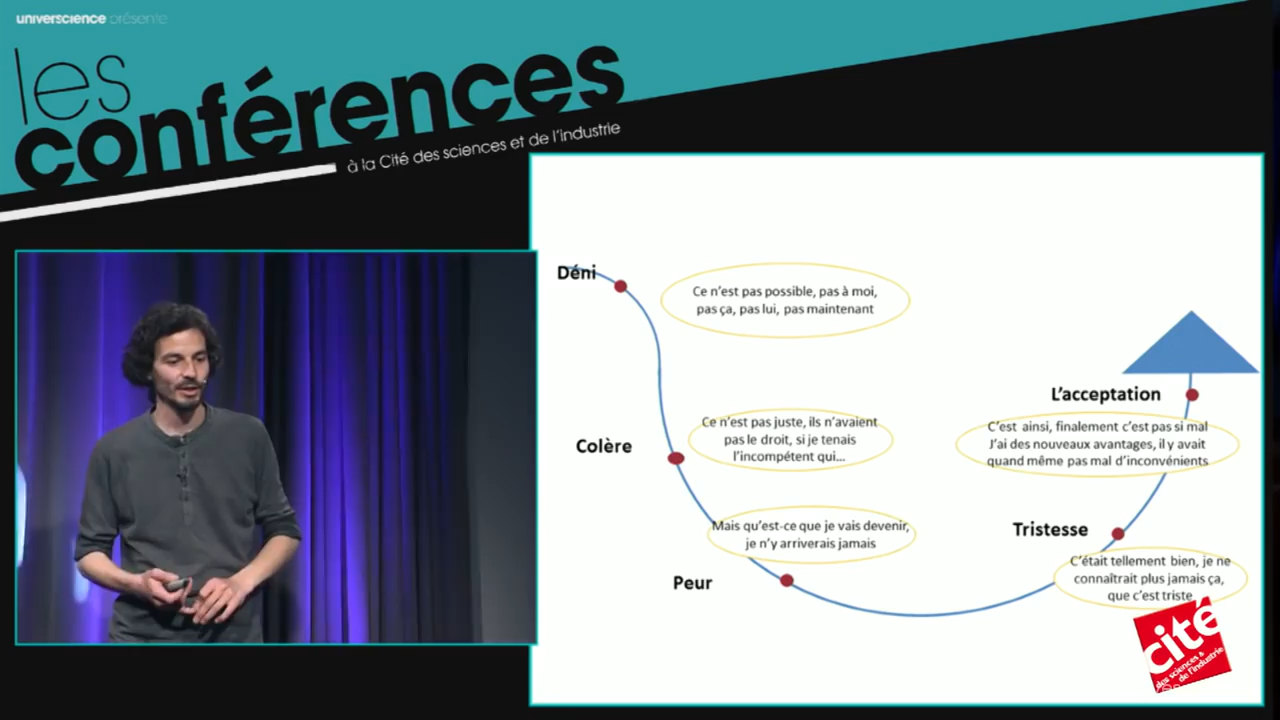 universcience présente
les
conférences
à la Cité des sciences et de l'industrie
Déni
Ce n'est pas possible, pas à moi,
pas ça, pas lui, pas maintenant
Colère
Ce n'est pas juste, ils n'avaient
pas le droit, si je tenais
l'incompétent qui...
Mais qu'est-ce que je vais devenir,
je n'y arriverais jamais
Peur
L'acceptation
C'est ainsi, finalement c'est pas si mal
J'ai des nouveaux avantages, il y avait
quand même pas mal d'inconvénients
Tristesse
C'était tellement bien, je ne
connaîtrait plus jamais ça,
que c'est triste
cité
des sciences &
de l'industrie